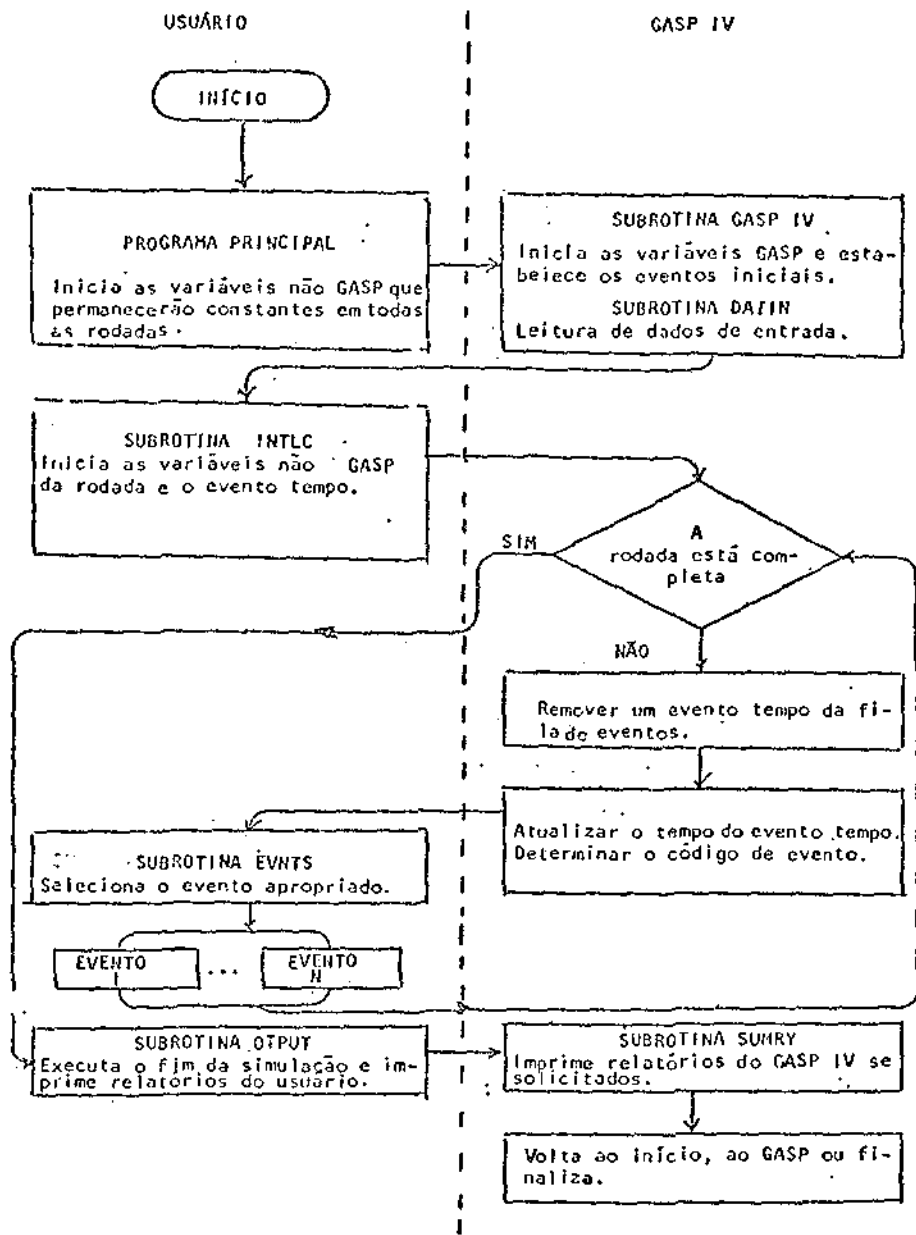 USUÁRIO
GASP IV
INÍCIO
PROGRAMA PRINCIPAL
Inicia as variáveis não GASP que
permanecerão constantes em todas
as rodadas.
SUBROTINA GASP IV
Inicia as variáveis GASP e esta-
belece os eventos iniciais.
SUBROTINA DATIN
Leitura de dados de entrada.
SUBROTINA INTLC
Inicia as variáveis não GASP
da rodada e o evento tempo.
A
rodada está com-
pleta
SIM
NÃO
Remover um evento tempo da fi-
la de eventos.
Atualizar o tempo do evento tempo.
Determinar o código de evento.
SUBROTINA EVNTS
Seleciona o evento apropriado.
EVENTO
I
...
EVENTO
N
SUBROTINA OTPUT
Executa o fim da simulação e im-
prime relatórios do usuário.
SUBROTINA SUMRY
Imprime relatórios do GASP IV se
solicitados.
Volta ao início, ao GASP ou fi-
naliza.